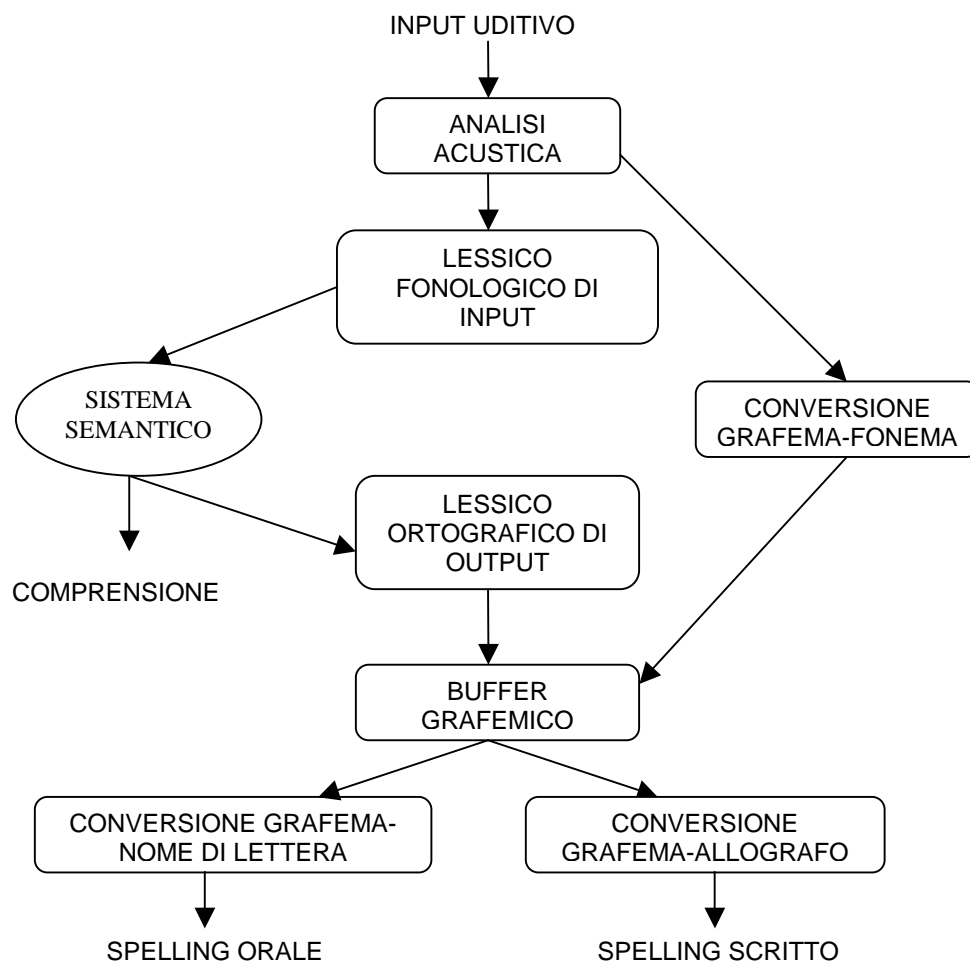 INPUT UDITIVO
ANALISI
ACUSTICA
LESSICO
FONOLOGICO DI
INPUT
SISTEMA
SEMANTICO
CONVERSIONE
GRAFEMA-FONEMA
LESSICO
ORTOGRAFICO DI
OUTPUT
COMPRENSIONE
BUFFER
GRAFEMICO
CONVERSIONE GRAFEMA-
NOME DI LETTERA
CONVERSIONE
GRAFEMA-ALLOGRAFO
SPELLING ORALE
SPELLING SCRITTO